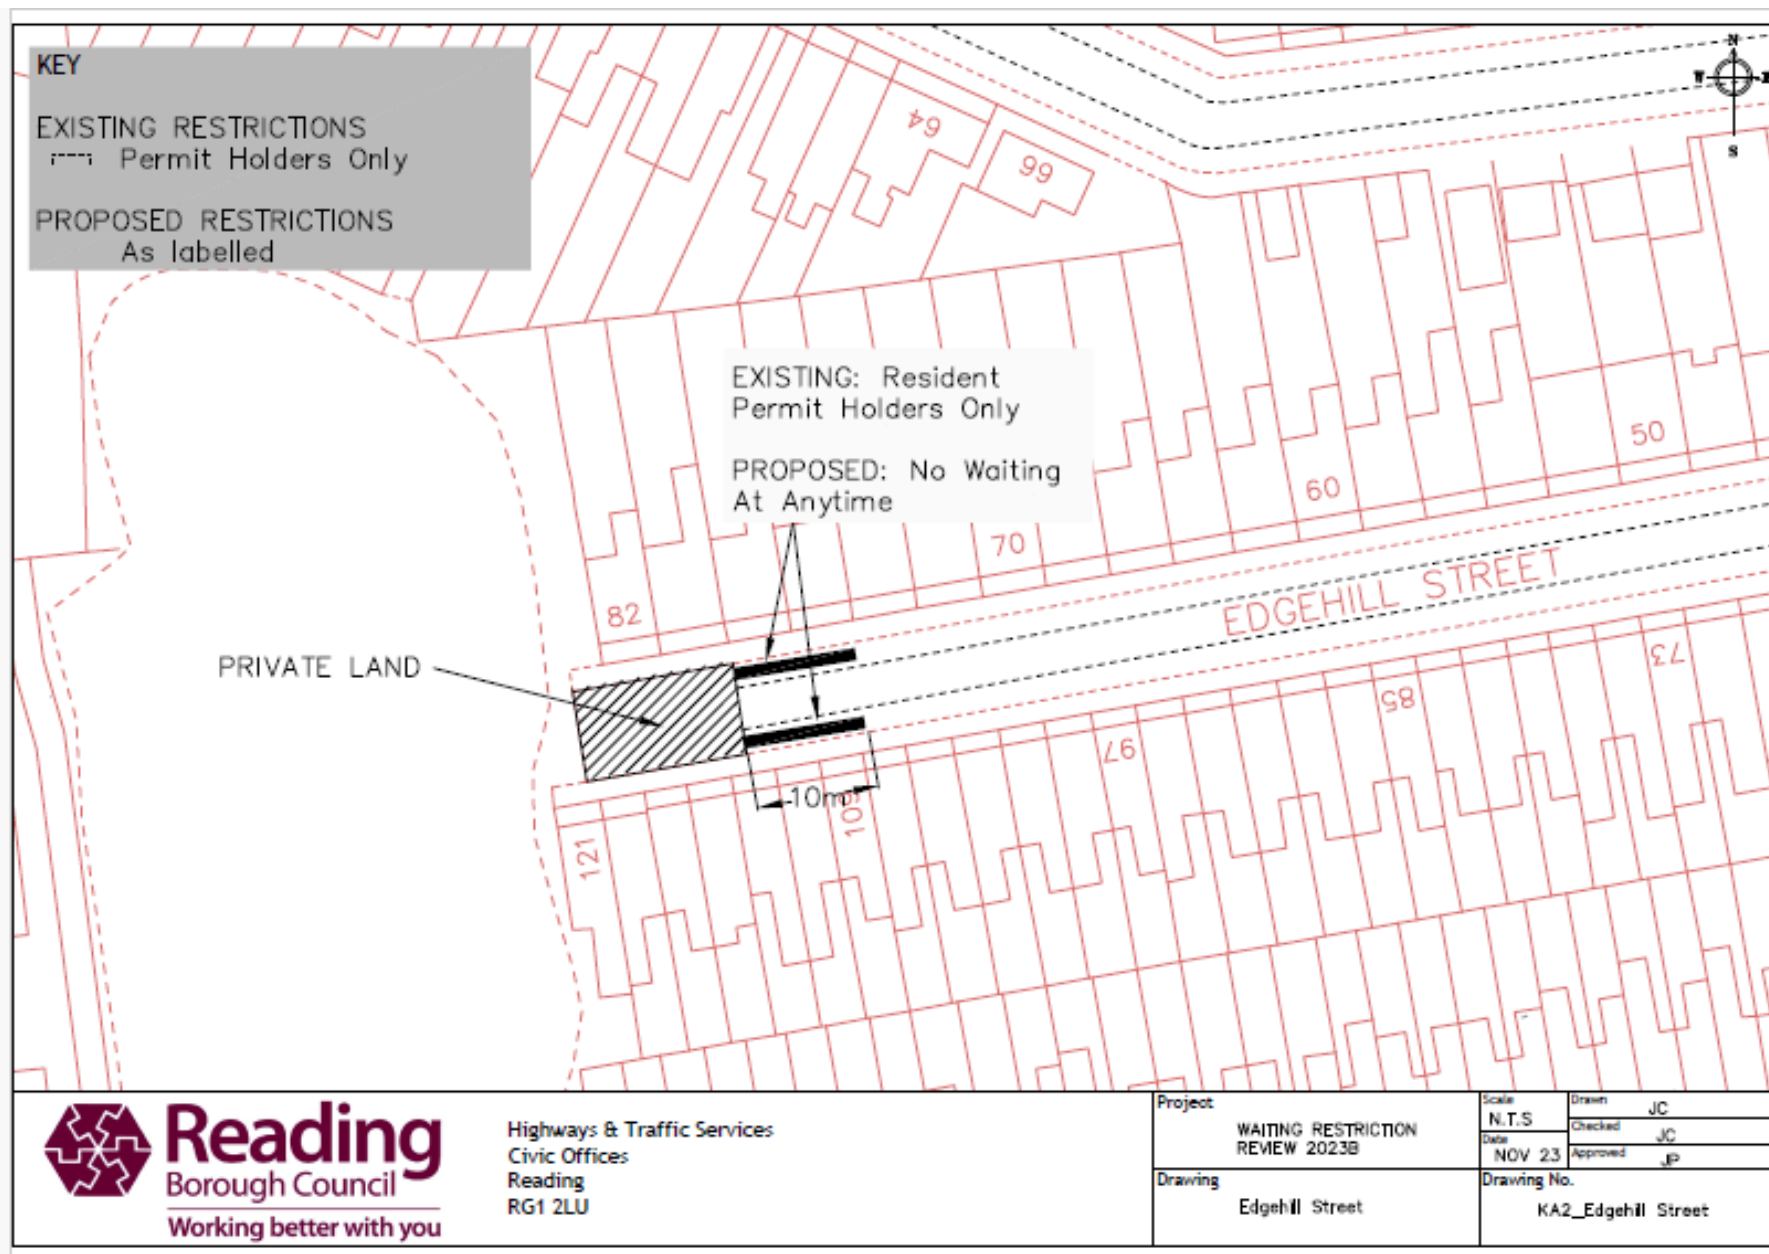 KEY
EXISTING RESTRICTIONS
Permit Holders Only
PROPOSED RESTRICTIONS
As labelled
N
W
S
64
66
EXISTING: Resident
Permit Holders Only
PROPOSED: No Waiting
At Anytime
50
60
70
82
EDGEHILL STREET
PRIVATE LAND
73
85
97
10m
121
Reading
Borough Council
Working better with you
Highways & Traffic Services
Civic Offices
Reading
RG1 2LU
Project
WAITING RESTRICTION
REVIEW 2023B
Drawing
Edgehill Street
Scale
N.T.S
Date
NOV 23
Drawn
JC
Checked
JC
Approved
JP
Drawing No.
KA2_Edgehill Street